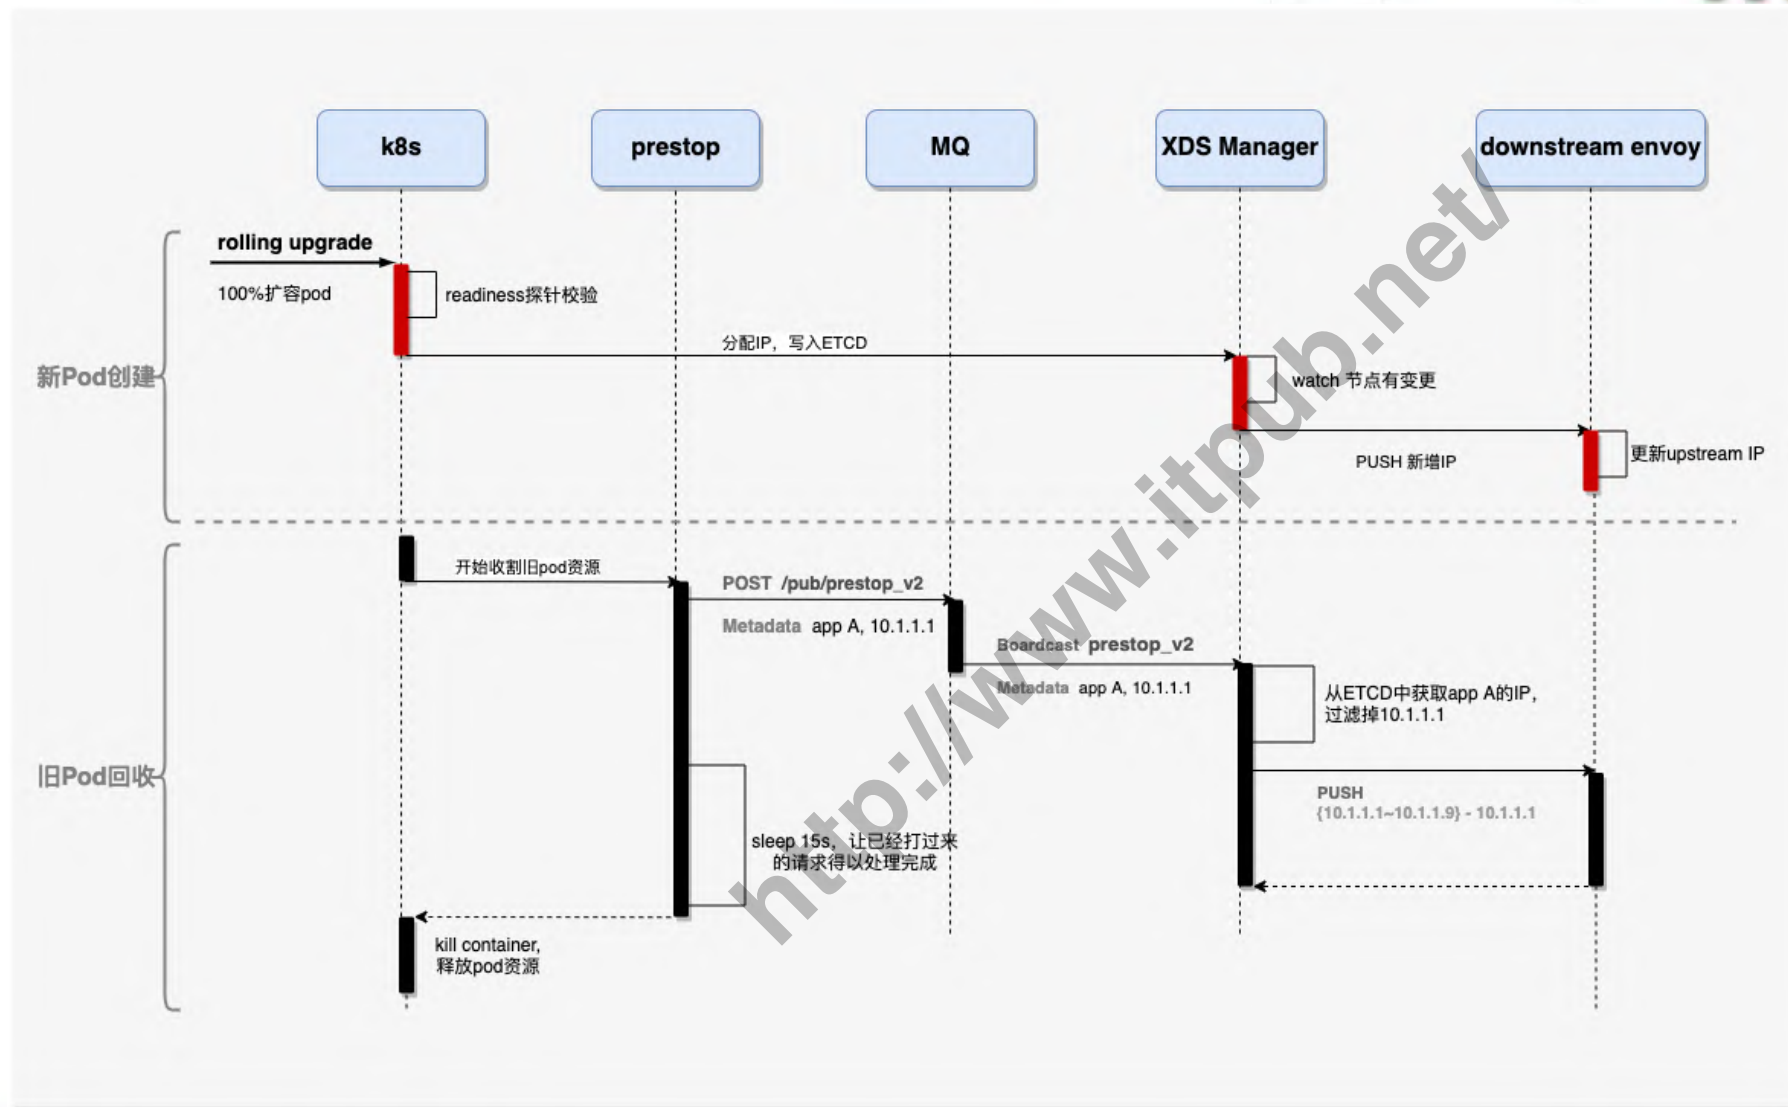 k8s
prestop
MQ
XDS Manager
downstream envoy
rolling upgrade
100%扩容pod
readiness探针校验
分配IP，写入ETCD
新Pod创建
watch 节点有变更
PUSH 新增IP
更新upstream IP
开始收割旧pod资源
POST /pub/prestop_v2
Metadata app A, 10.1.1.1
Boardcast prestop_v2
Metadata app A, 10.1.1.1
从ETCD中获取app A的IP，
过滤掉10.1.1.1
旧Pod回收
PUSH
{10.1.1.1~10.1.1.9} - 10.1.1.1
sleep 15s，让已经打过来
的请求得以处理完成
kill container,
释放pod资源
http://www.itpub.net/